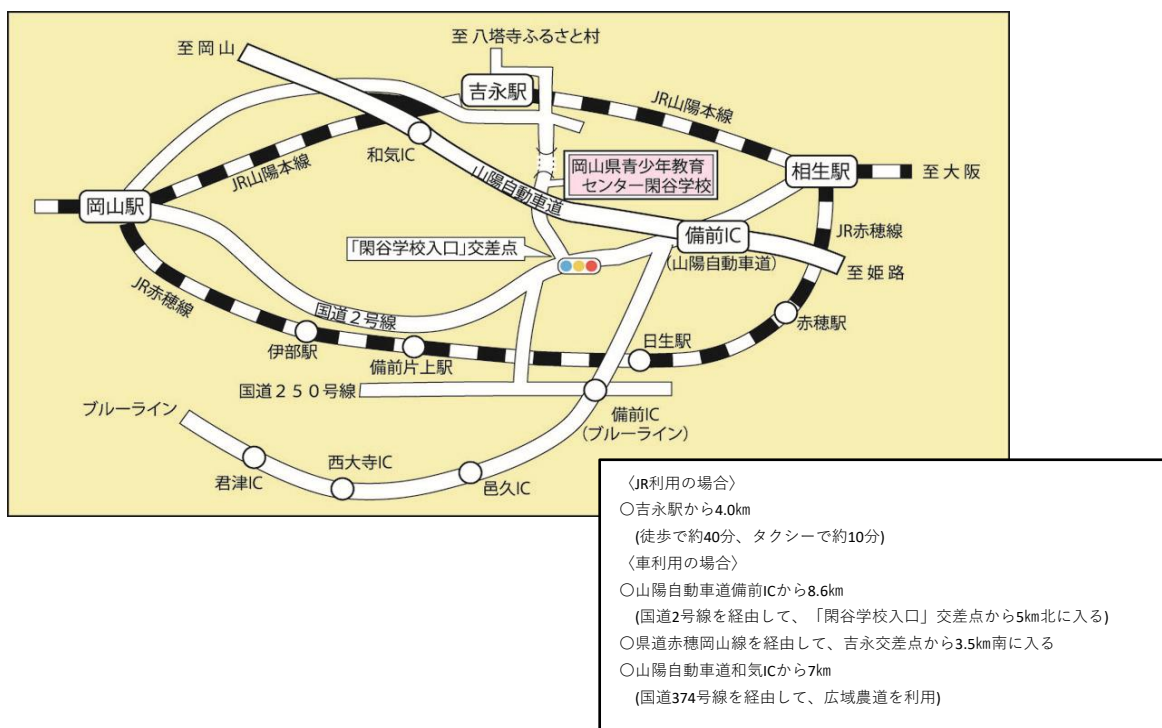 至 八塔寺ふるさと村
至 岡山
吉永駅
JR山陽本線
和気IC
岡山県青少年教育
センター閑谷学校
相生駅
至 大阪
JR山陽本線
山陽自動車道
岡山駅
備前IC
(山陽自動車道)
JR赤穂線
「閑谷学校入口」交差点
至 姫路
JR赤穂線
国道２号線
赤穂駅
伊部駅
備前片上駅
日生駅
国道２５０号線
ブルーライン
備前IC
(ブルーライン)
西大寺IC
君津IC
邑久IC
〈JR利用の場合〉
○吉永駅から4.0㎞
(徒歩で約40分、タクシーで約10分)
〈車利用の場合〉
○山陽自動車道備前ICから8.6㎞
(国道2号線を経由して、「閑谷学校入口」交差点から5㎞北に入る)
○県道赤穂岡山線を経由して、吉永交差点から3.5㎞南に入る
○山陽自動車道和気ICから7㎞
(国道374号線を経由して、広域農道を利用)